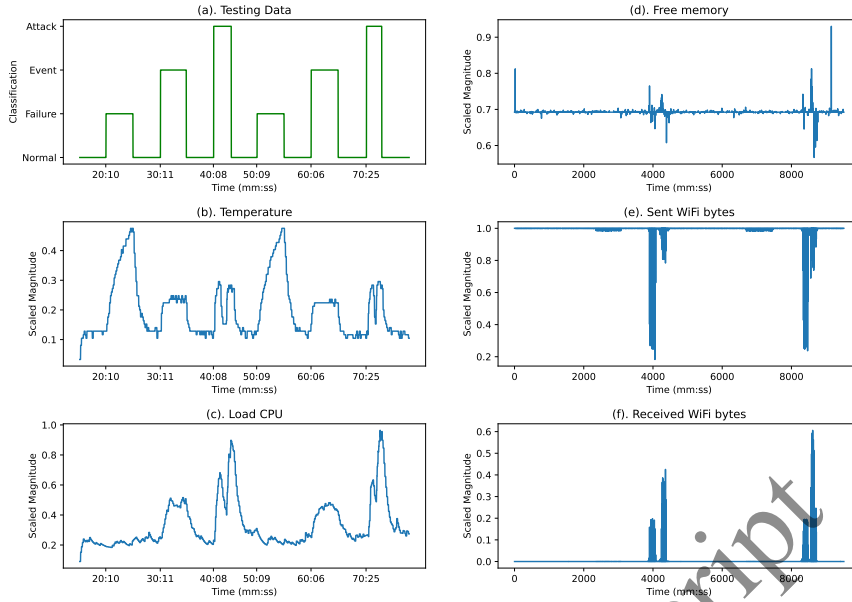 (a). Testing Data
Attack
Event
Failure
Normal
Classification
20:10 30:11 40:08 50:09 60:06 70:25
Time (mm:ss)
(b). Temperature
0.4
0.3
0.2
0.1
Scaled Magnitude
20:10 30:11 40:08 50:09 60:06 70:25
Time (mm:ss)
(c). Load CPU
1.0
0.8
0.6
0.4
0.2
Scaled Magnitude
20:10 30:11 40:08 50:09 60:06 70:25
Time (mm:ss)
(d). Free memory
0.9
0.8
0.7
0.6
Scaled Magnitude
0 2000 4000 6000 8000
Time (mm:ss)
(e). Sent WiFi bytes
1.0
0.8
0.6
0.4
0.2
Scaled Magnitude
0 2000 4000 6000 8000
Time (mm:ss)
(f). Received WiFi bytes
0.6
0.5
0.4
0.3
0.2
0.1
0.0
Scaled Magnitude
0 2000 4000 6000 8000
Time (mm:ss)
ript